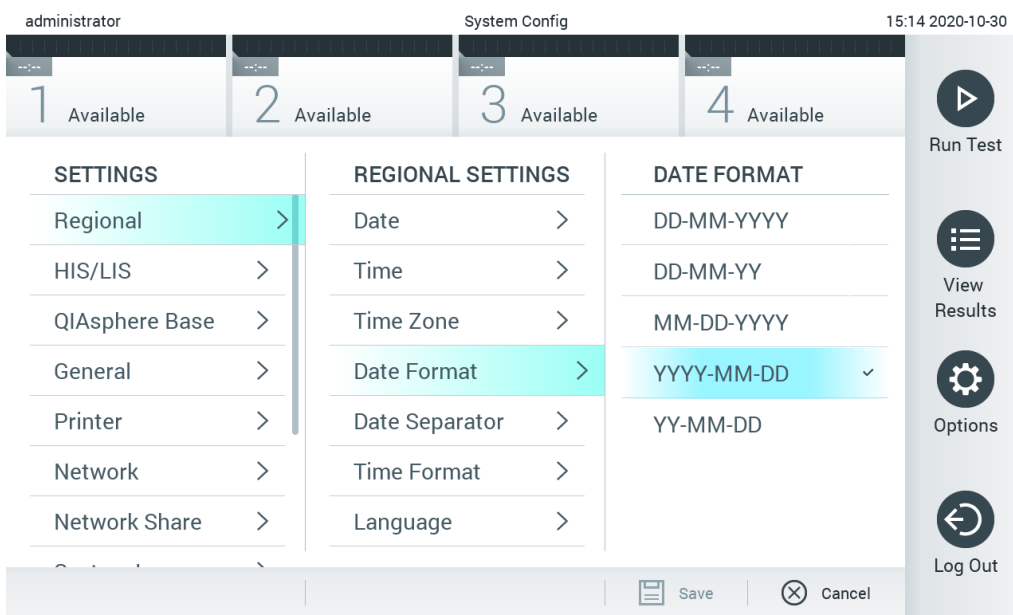 administrator
System Config
15:14 2020-10-30
--:--
--:--
--:--
--:--
1 Available
2 Available
3 Available
4 Available
Run Test
View
Results
Options
Log Out
SETTINGS
Regional
HIS/LIS
QIAsphere Base
General
Printer
Network
Network Share
REGIONAL SETTINGS
Date
Time
Time Zone
Date Format
Date Separator
Time Format
Language
DATE FORMAT
DD-MM-YYYY
DD-MM-YY
MM-DD-YYYY
YYYY-MM-DD
YY-MM-DD
Save
Cancel